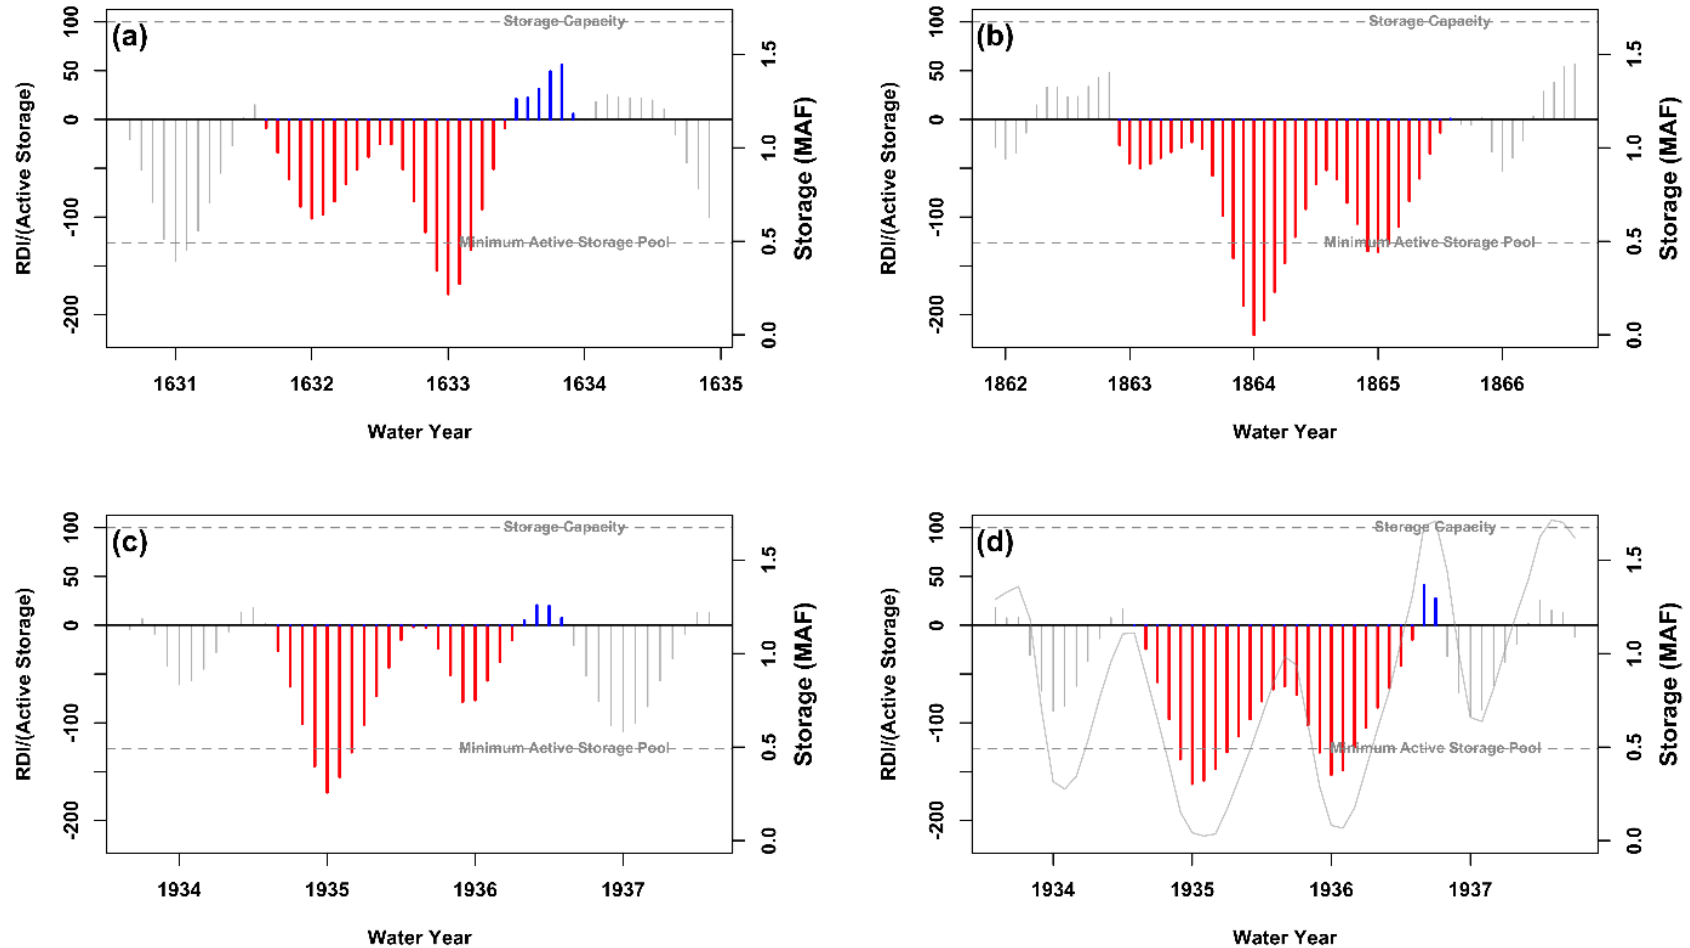 (a)
Storage Capacity
Minimum Active Storage Pool
RDI/(Active Storage)
100
50
0
-100
-200
Storage (MAF)
1.5
1.0
0.5
0.0
1631 1632 1633 1634 1635
Water Year
(b)
Storage Capacity
Minimum Active Storage Pool
RDI/(Active Storage)
100
50
0
-100
-200
Storage (MAF)
1.5
1.0
0.5
0.0
1862 1863 1864 1865 1866
Water Year
(c)
Storage Capacity
Minimum Active Storage Pool
RDI/(Active Storage)
100
50
0
-100
-200
Storage (MAF)
1.5
1.0
0.5
0.0
1934 1935 1936 1937
Water Year
(d)
Storage Capacity
Minimum Active Storage Pool
RDI/(Active Storage)
100
50
0
-100
-200
Storage (MAF)
1.5
1.0
0.5
0.0
1934 1935 1936 1937
Water Year